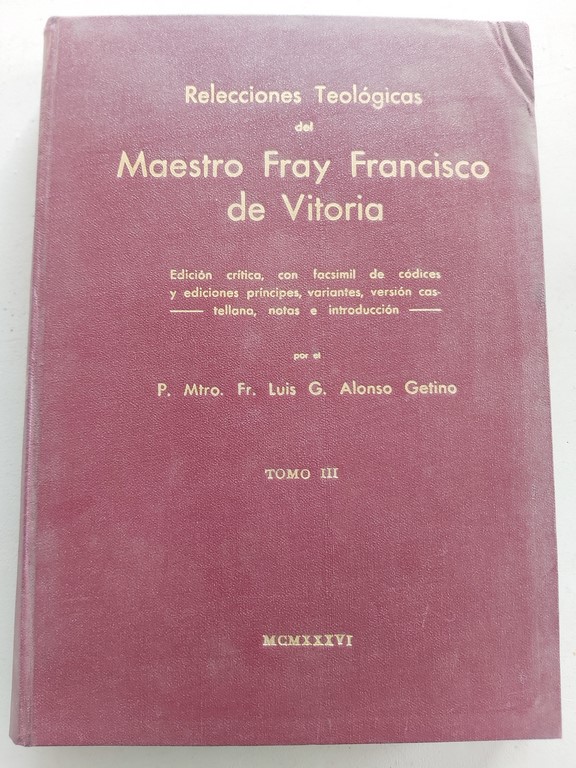 Relecciones Teológicas
del
Maestro Fray Francisco
de Vitoria
Edición crítica, con facsimil de códices
y ediciones príncipes, variantes, versión cas-
tellana, notas e introducción
por el
P. Mtro. Fr. Luis G. Alonso Getino
TOMO III
MCMXXXVI